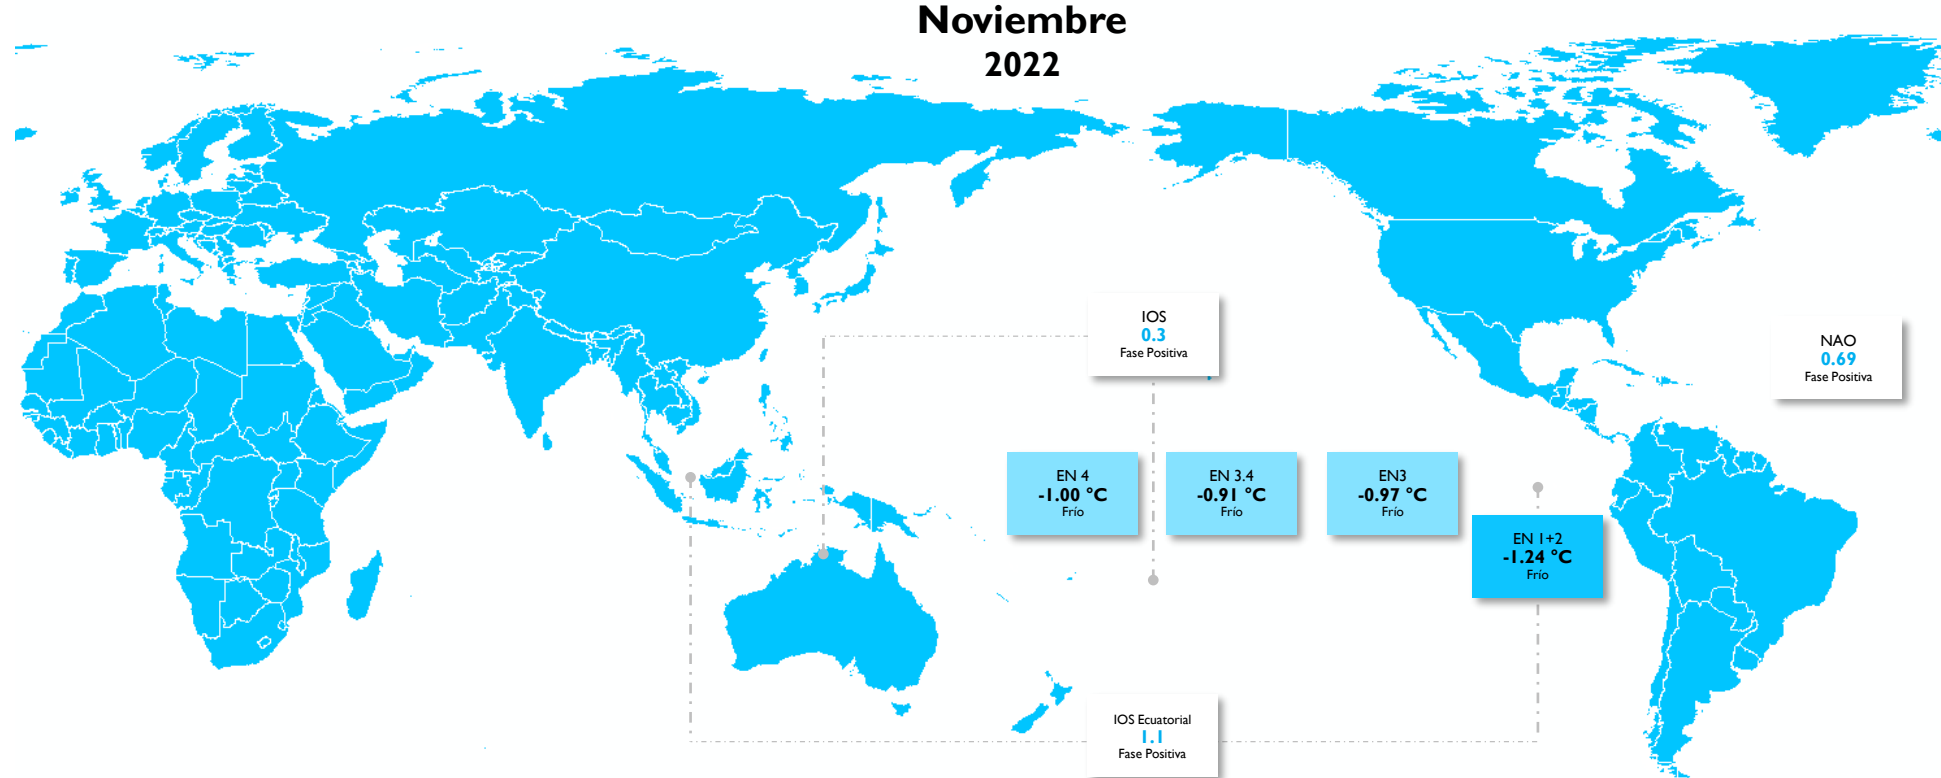 Noviembre
2022
IOS
0.3
Fase Positiva
NAO
0.69
Fase Positiva
EN 4
-1.00 °C
Frío
EN 3.4
-0.91 °C
Frío
EN3
-0.97 °C
Frío
EN 1+2
-1.24 °C
Frío
IOS Ecuatorial
1.1
Fase Positiva